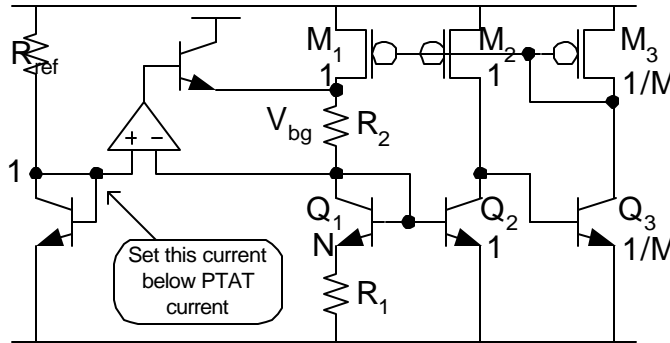 R_ref
M_1
M_2
M_3
1
1
1/M
V_bg
R_2
+ −
1
Q_1
Q_2
Q_3
N
1
1/M
Set this current
below PTAT
current
R_1